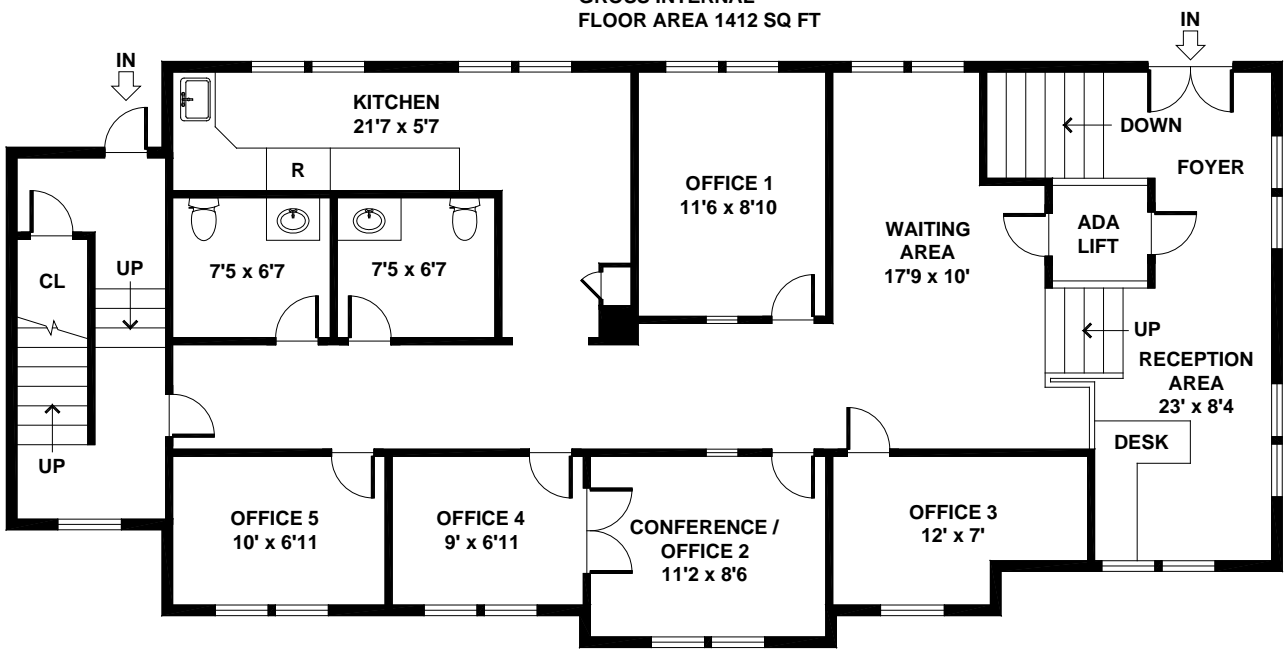 FLOOR AREA 1412 SQ FT
IN
IN
KITCHEN
21'7 x 5'7
R
DOWN
FOYER
OFFICE 1
11'6 x 8'10
WAITING
AREA
17'9 x 10'
ADA
LIFT
7'5 x 6'7
7'5 x 6'7
CL
UP
UP
UP
RECEPTION
AREA
23' x 8'4
DESK
OFFICE 5
10' x 6'11
OFFICE 4
9' x 6'11
CONFERENCE /
OFFICE 2
11'2 x 8'6
OFFICE 3
12' x 7'